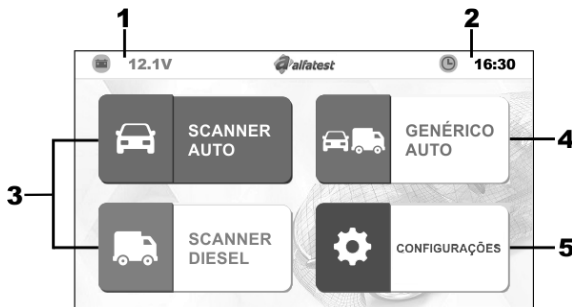 1
2
12.1V
alfatest
16:30
3
SCANNER
AUTO
GENÉRICO
AUTO
4
SCANNER
DIESEL
CONFIGURAÇÕES
5